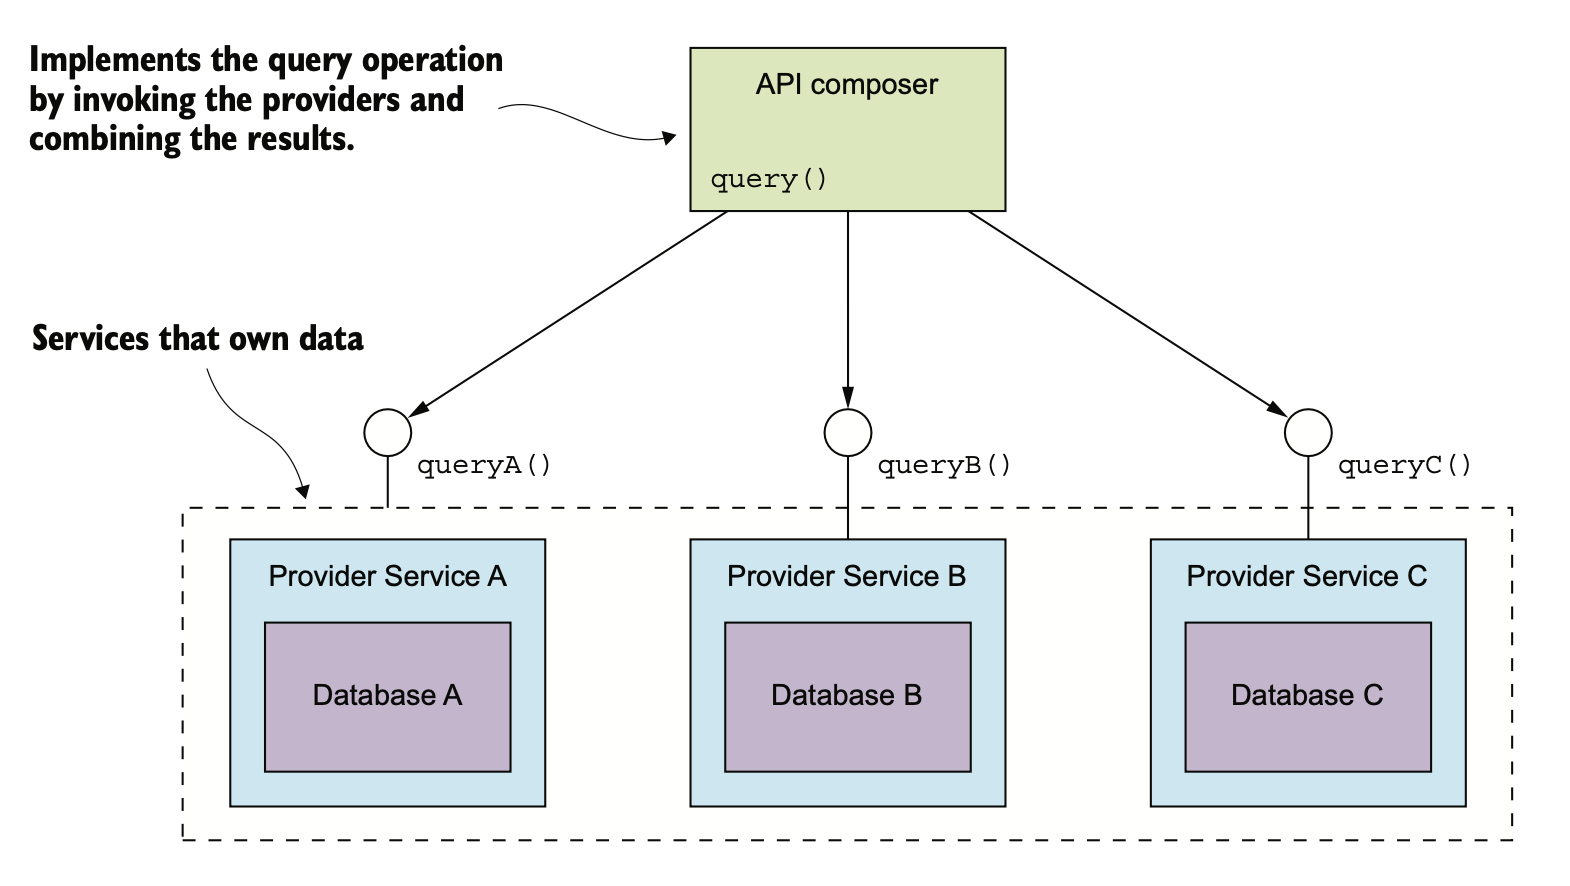 Implements the query operation
by invoking the providers and
combining the results.
API composer
query()
Services that own data
queryA()
queryB()
queryC()
Provider Service A
Provider Service B
Provider Service C
Database A
Database B
Database C